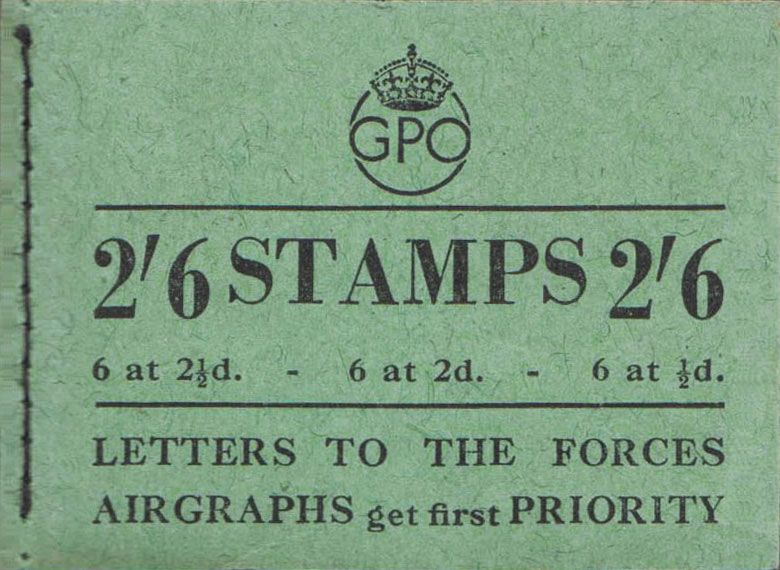 GPO
2/6 STAMPS 2/6
6 at 2½d. - 6 at 2d. - 6 at ½d.
LETTERS TO THE FORCES
AIRGRAPHS get first PRIORITY